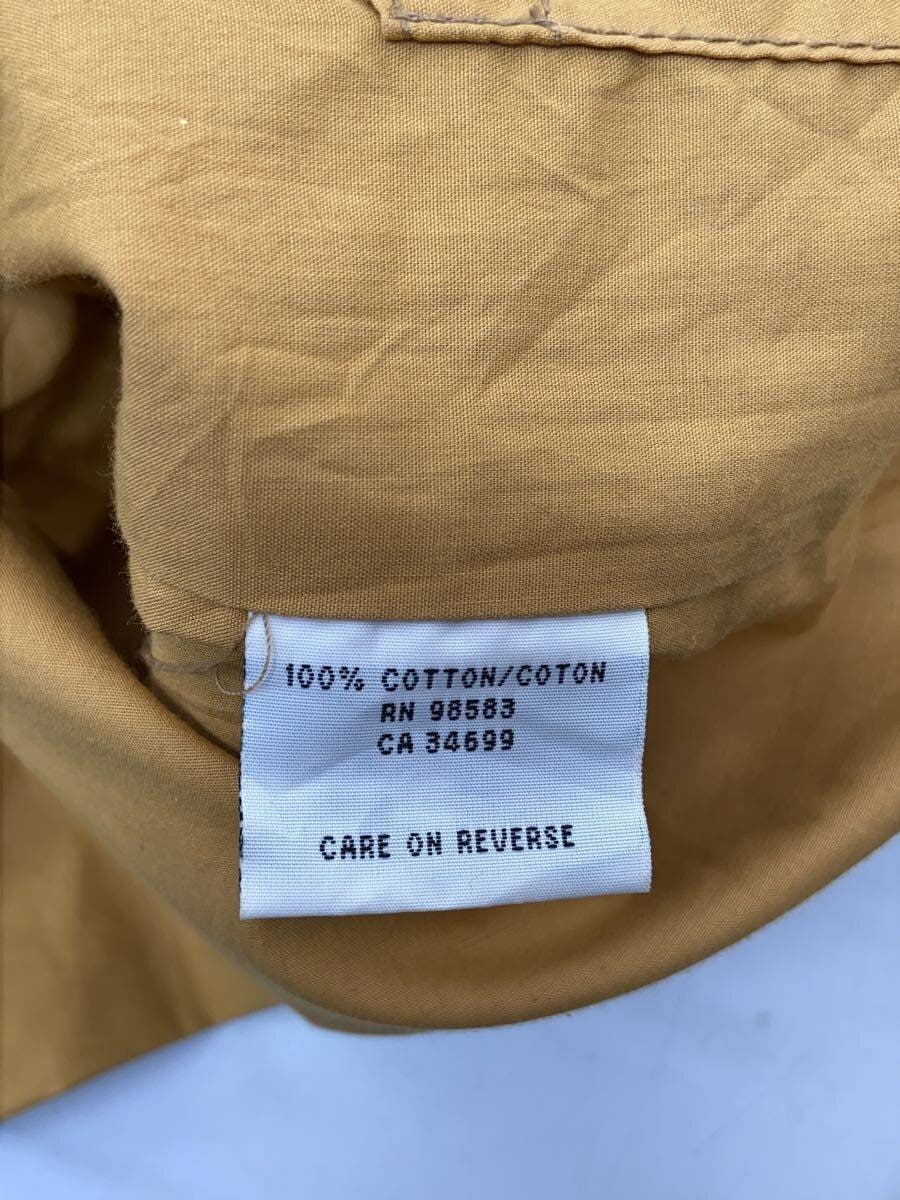 100% COTTON/COTON
RN 98583
CA 34699
CARE ON REVERSE